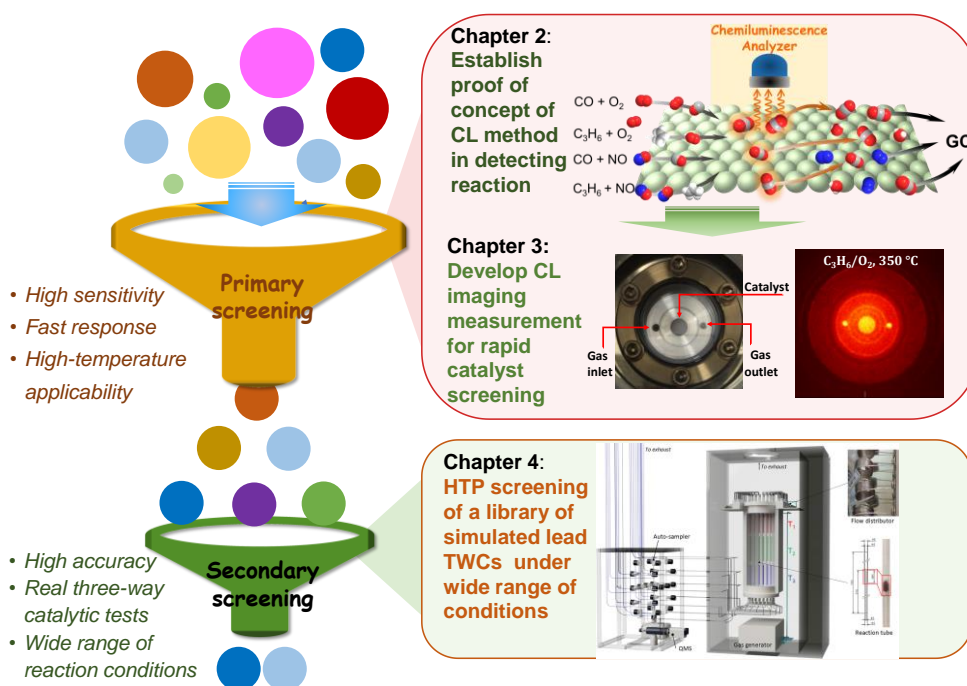 Primary
screening
• High sensitivity
• Fast response
• High-temperature
applicability
Secondary
screening
• High accuracy
• Real three-way
catalytic tests
• Wide range of
reaction conditions
Chapter 2:
Establish
proof of
concept of
CL method
in detecting
reaction
Chemiluminescence
Analyzer
CO + O₂
C₃H₆ + O₂
CO + NO
C₃H₆ + NO
GC
Chapter 3:
Develop CL
imaging
measurement
for rapid
catalyst
screening
Catalyst
Gas
inlet
Gas
outlet
C₃H₆/O₂, 350 °C
Chapter 4:
HTP screening
of a library of
simulated lead
TWCs under
wide range of
conditions
To exhaust
To exhaust
Auto-sampler
QMS
T₁
T₂
T₃
Gas generator
Flow distributor
Reaction tube